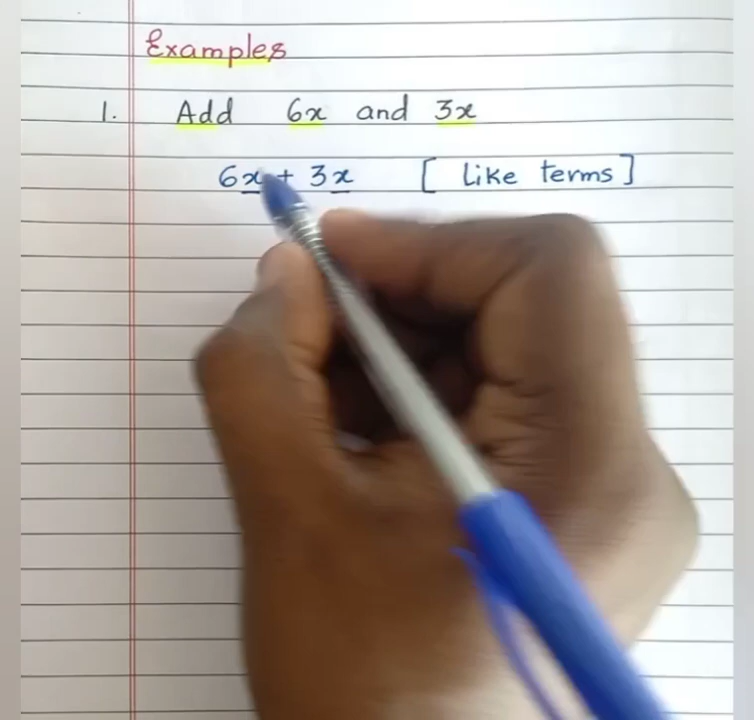 Examples
1. Add 6x and 3x
6x + 3x [ Like terms ]